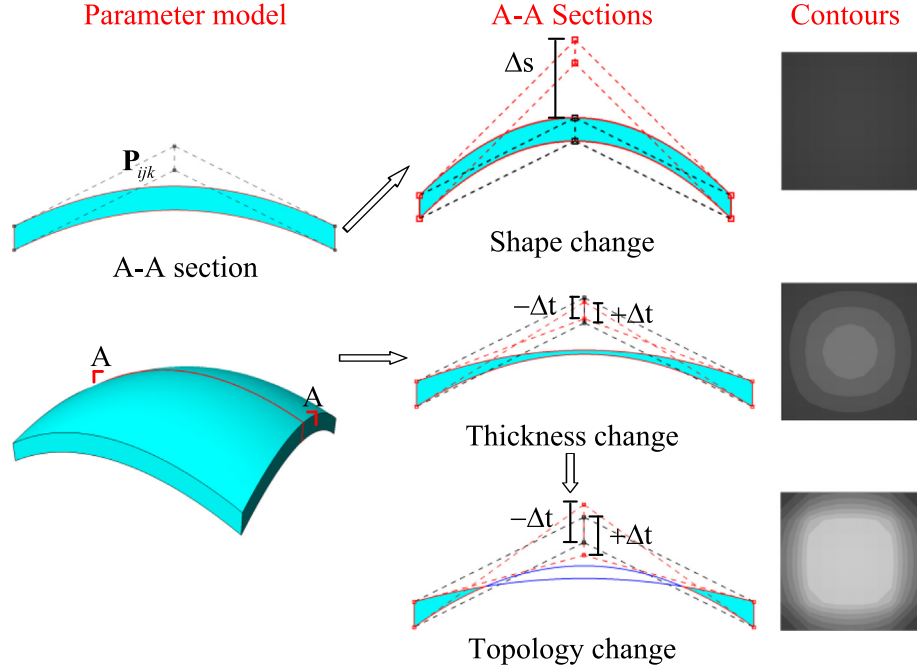 Parameter model
A-A Sections
Contours
Δs
P_ijk
A-A section
Shape change
−Δt
+Δt
A
A
Thickness change
−Δt
+Δt
Topology change